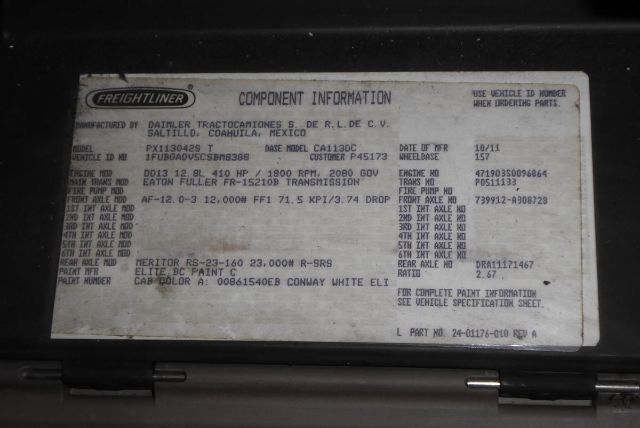 FREIGHTLINER
COMPONENT INFORMATION
USE VEHICLE ID NUMBER
WHEN ORDERING PARTS.
MANUFACTURED BY DAIMLER TRACTOCAMIONES S. DE R.L.DE C.V.
SALTILLO, COAHUILA, MEXICO
MODEL PX113042S T BASE MODEL CA113DC DATE OF MFR 10/11
VEHICLE ID 1FUBGADV5CSBM8388 CUSTOMER P45173 WHEELBASE 157
ENGINE MOD DD13 12.8L 410 HP / 1800 RPM, 2080 GOV ENGINE NO 471903S0096864
MAIN TRANS MOD EATON FULLER FR-15210B TRANSMISSION TRANS NO P0511133
FIRE PUMP MOD FIRE PUMP NO
FRONT AXLE MOD AF-12.0-3 12,000# FF1 71.5 KPI/3.74 DROP FRONT AXLE NO 739912-A308728
1ST INT AXLE MOD 1ST INT AXLE NO
2ND INT AXLE MOD 2ND INT AXLE NO
3RD INT AXLE MOD 3RD INT AXLE NO
4TH INT AXLE MOD 4TH INT AXLE NO
5TH INT AXLE MOD 5TH INT AXLE NO
6TH INT AXLE MOD 6TH INT AXLE NO
REAR AXLE MOD MERITOR RS-23-160 23,000# R-SRS REAR AXLE NO DRA11171467
PAINT MFR ELITE BC PAINT C RATIO 2.67
PAINT NUMBER CAB COLOR A: 00861540EB CONWAY WHITE ELI
FOR COMPLETE PAINT INFORMATION
SEE VEHICLE SPECIFICATION SHEET.
L PART NO. 24-01176-010 REV A